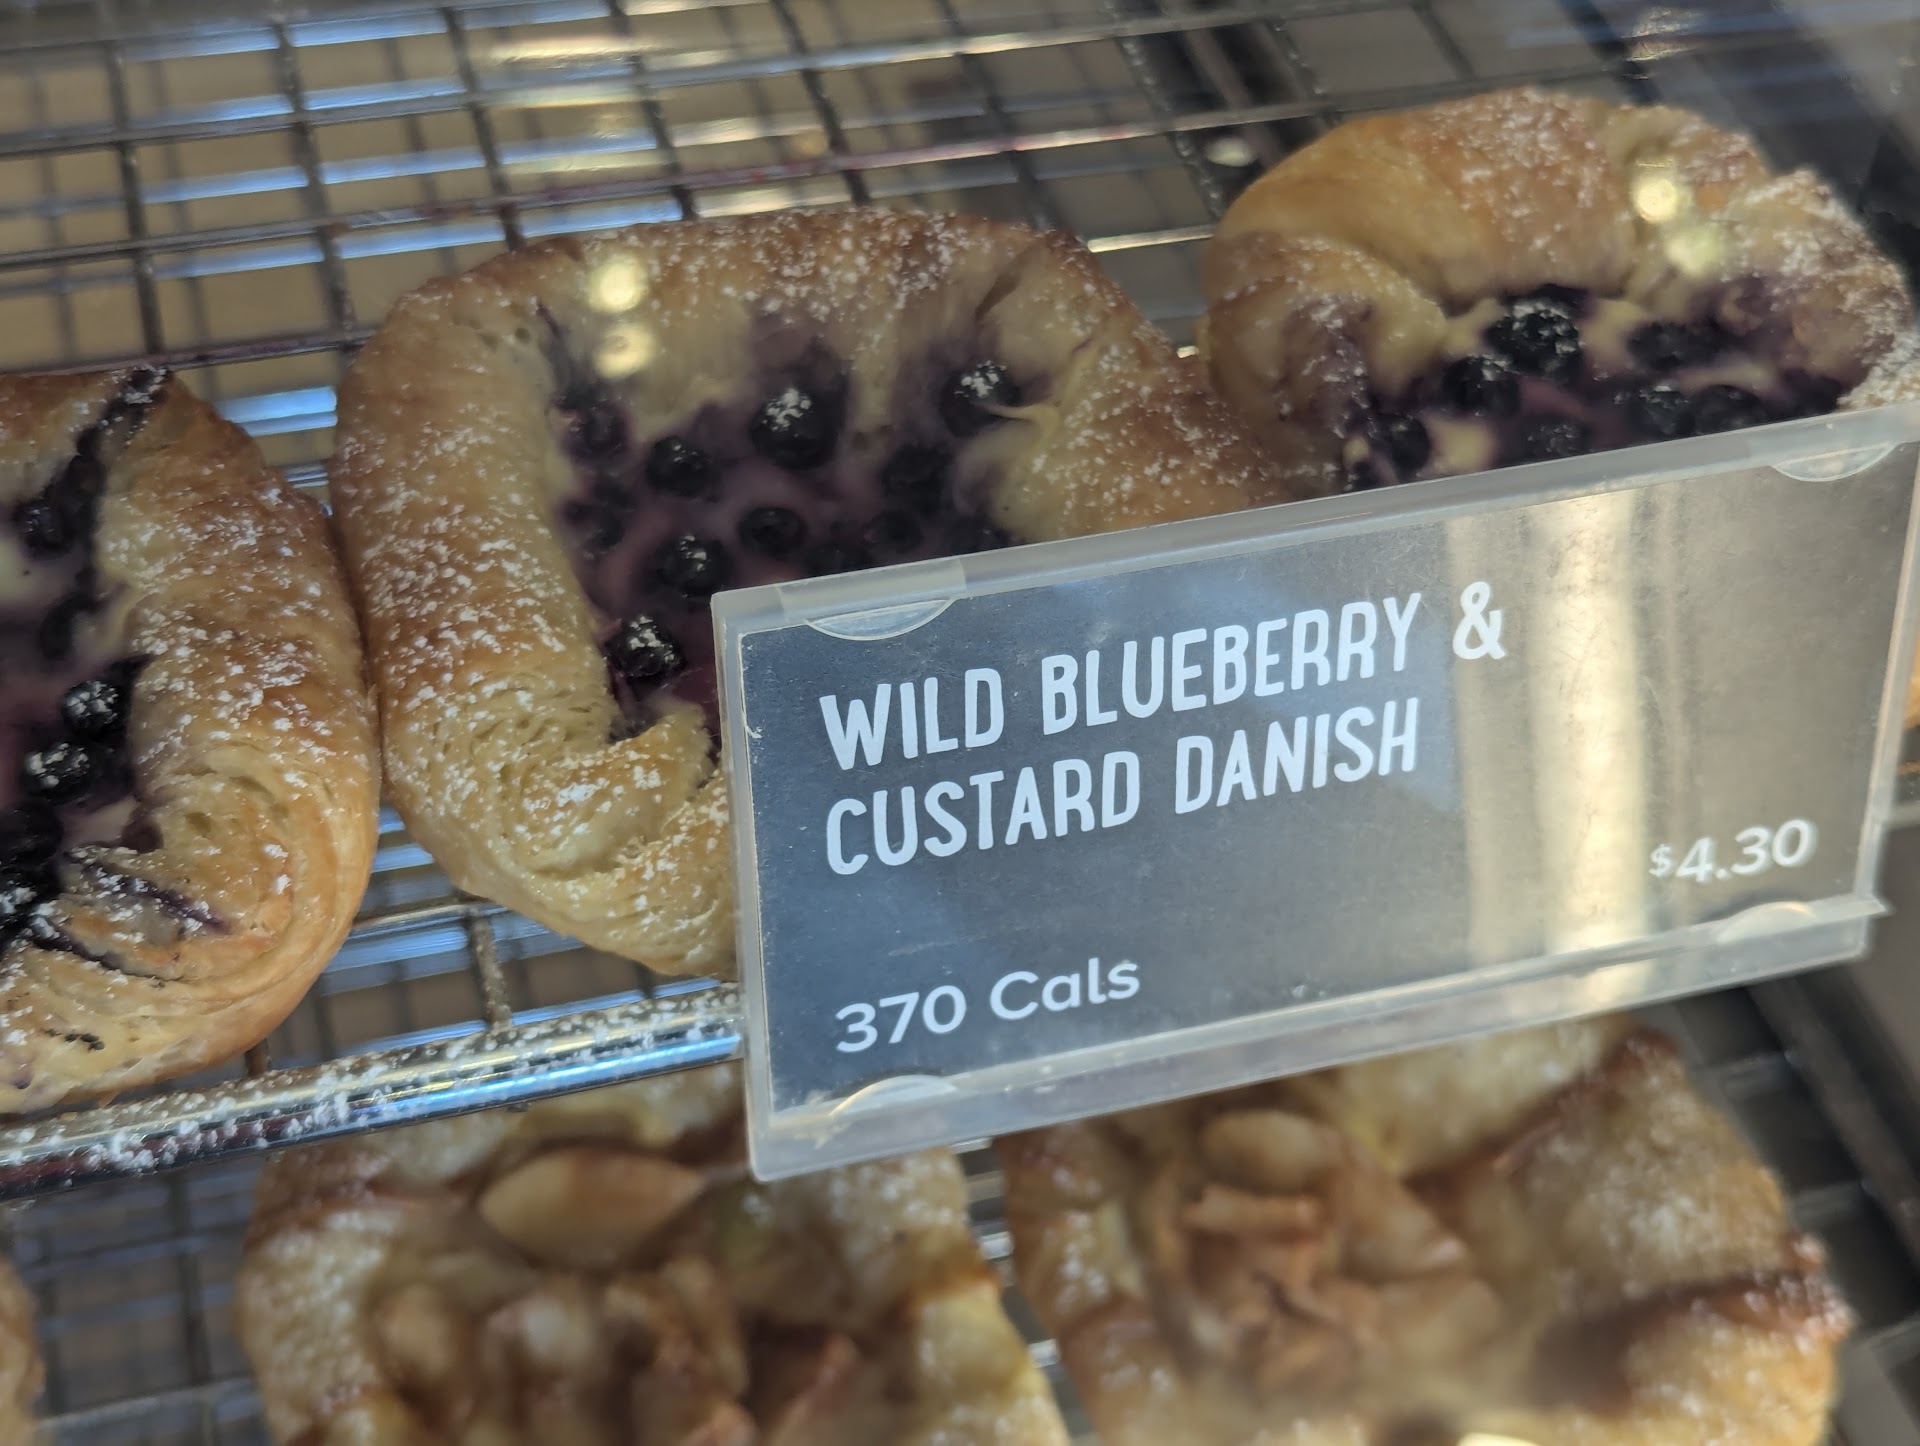 WILD BLUEBERRY &
CUSTARD DANISH
$4.30
370 Cals